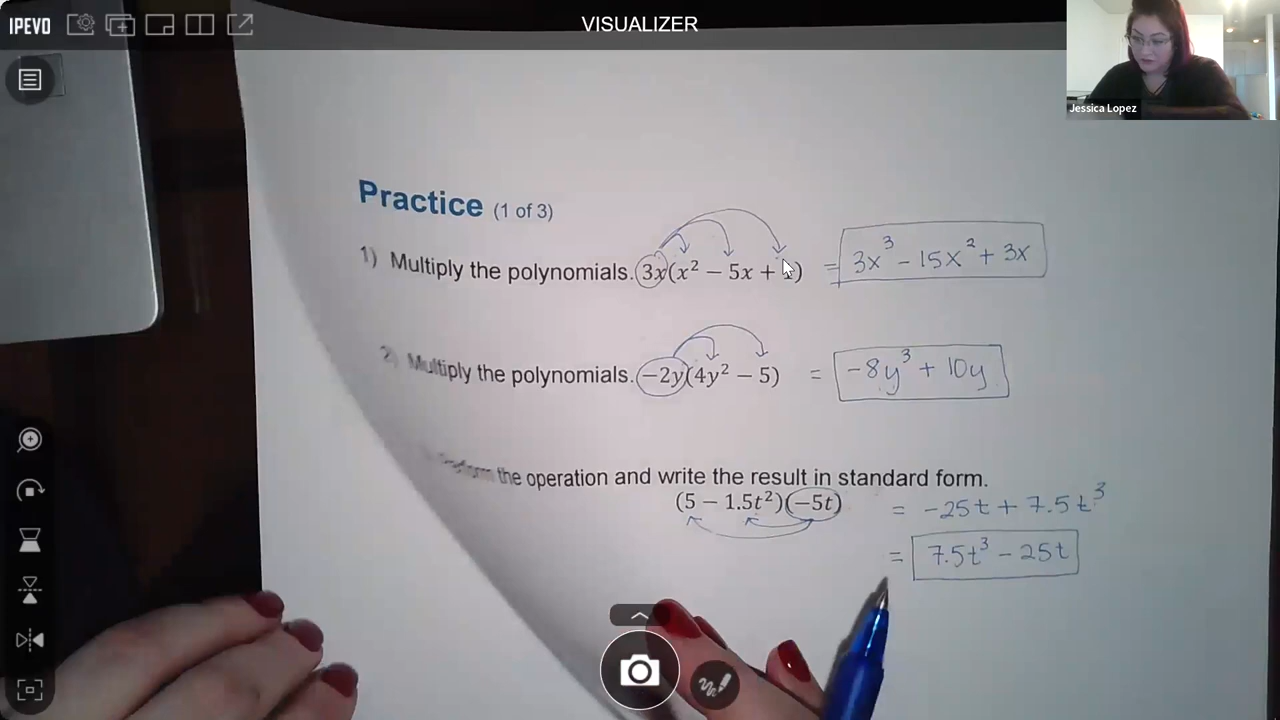 IPEVO
VISUALIZER
Jessica Lopez
Practice (1 of 3)
1) Multiply the polynomials. 3x(x² − 5x + ) = 3x³ - 15x² + 3x
2) Multiply the polynomials. −2y(4y² − 5) = -8y³ + 10y
Perform the operation and write the result in standard form.
(5 − 1.5t²)(−5t) = -25t + 7.5t³
= 7.5t³ - 25t